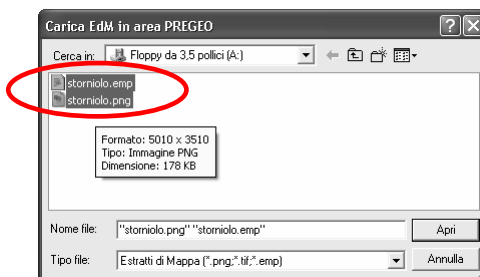 Carica EdM in area PREGEO
Cerca in: Floppy da 3,5 pollici (A:)
storniolo.emp
storniolo.png
Formato: 5010 x 3510
Tipo: Immagine PNG
Dimensione: 178 KB
Nome file: "storniolo.png" "storniolo.emp" Apri
Tipo file: Estratti di Mappa (*.png;*.tif;*.emp) Annulla